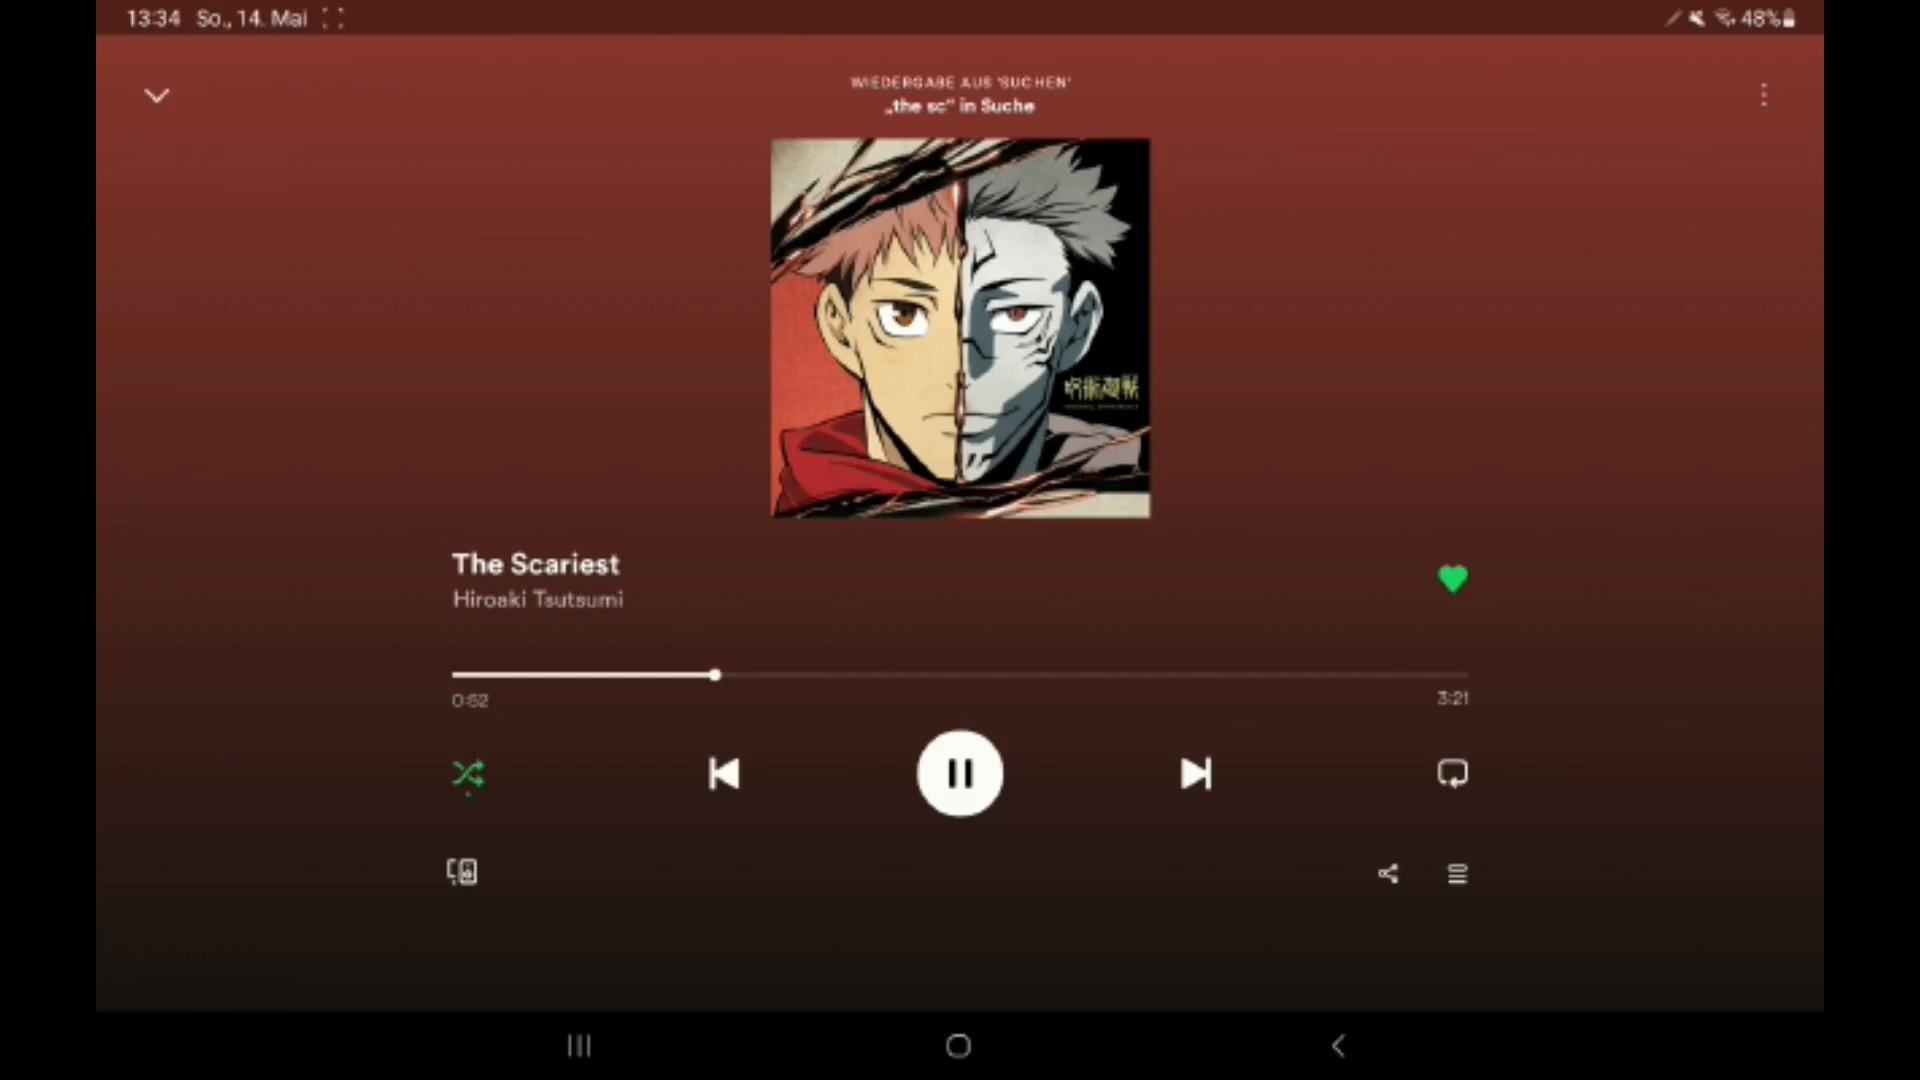 13:34 So., 14. Mai
48%
WIEDERGABE AUS 'SUCHEN'
„the sc" in Suche
呪術廻戦
The Scariest
Hiroaki Tsutsumi
0:52
3:21